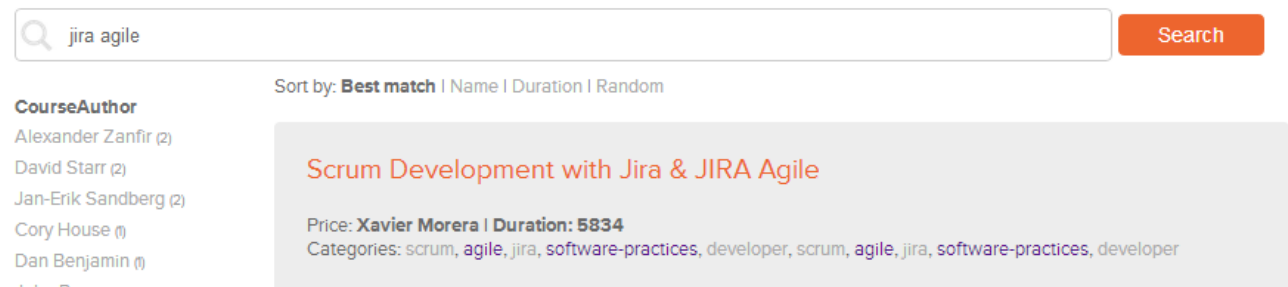 jira agile
Search
Sort by: Best match | Name | Duration | Random
CourseAuthor
Alexander Zanfir (2)
David Starr (2)
Jan-Erik Sandberg (2)
Cory House (1)
Dan Benjamin (1)
Scrum Development with Jira & JIRA Agile
Price: Xavier Morera | Duration: 5834
Categories: scrum, agile, jira, software-practices, developer, scrum, agile, jira, software-practices, developer